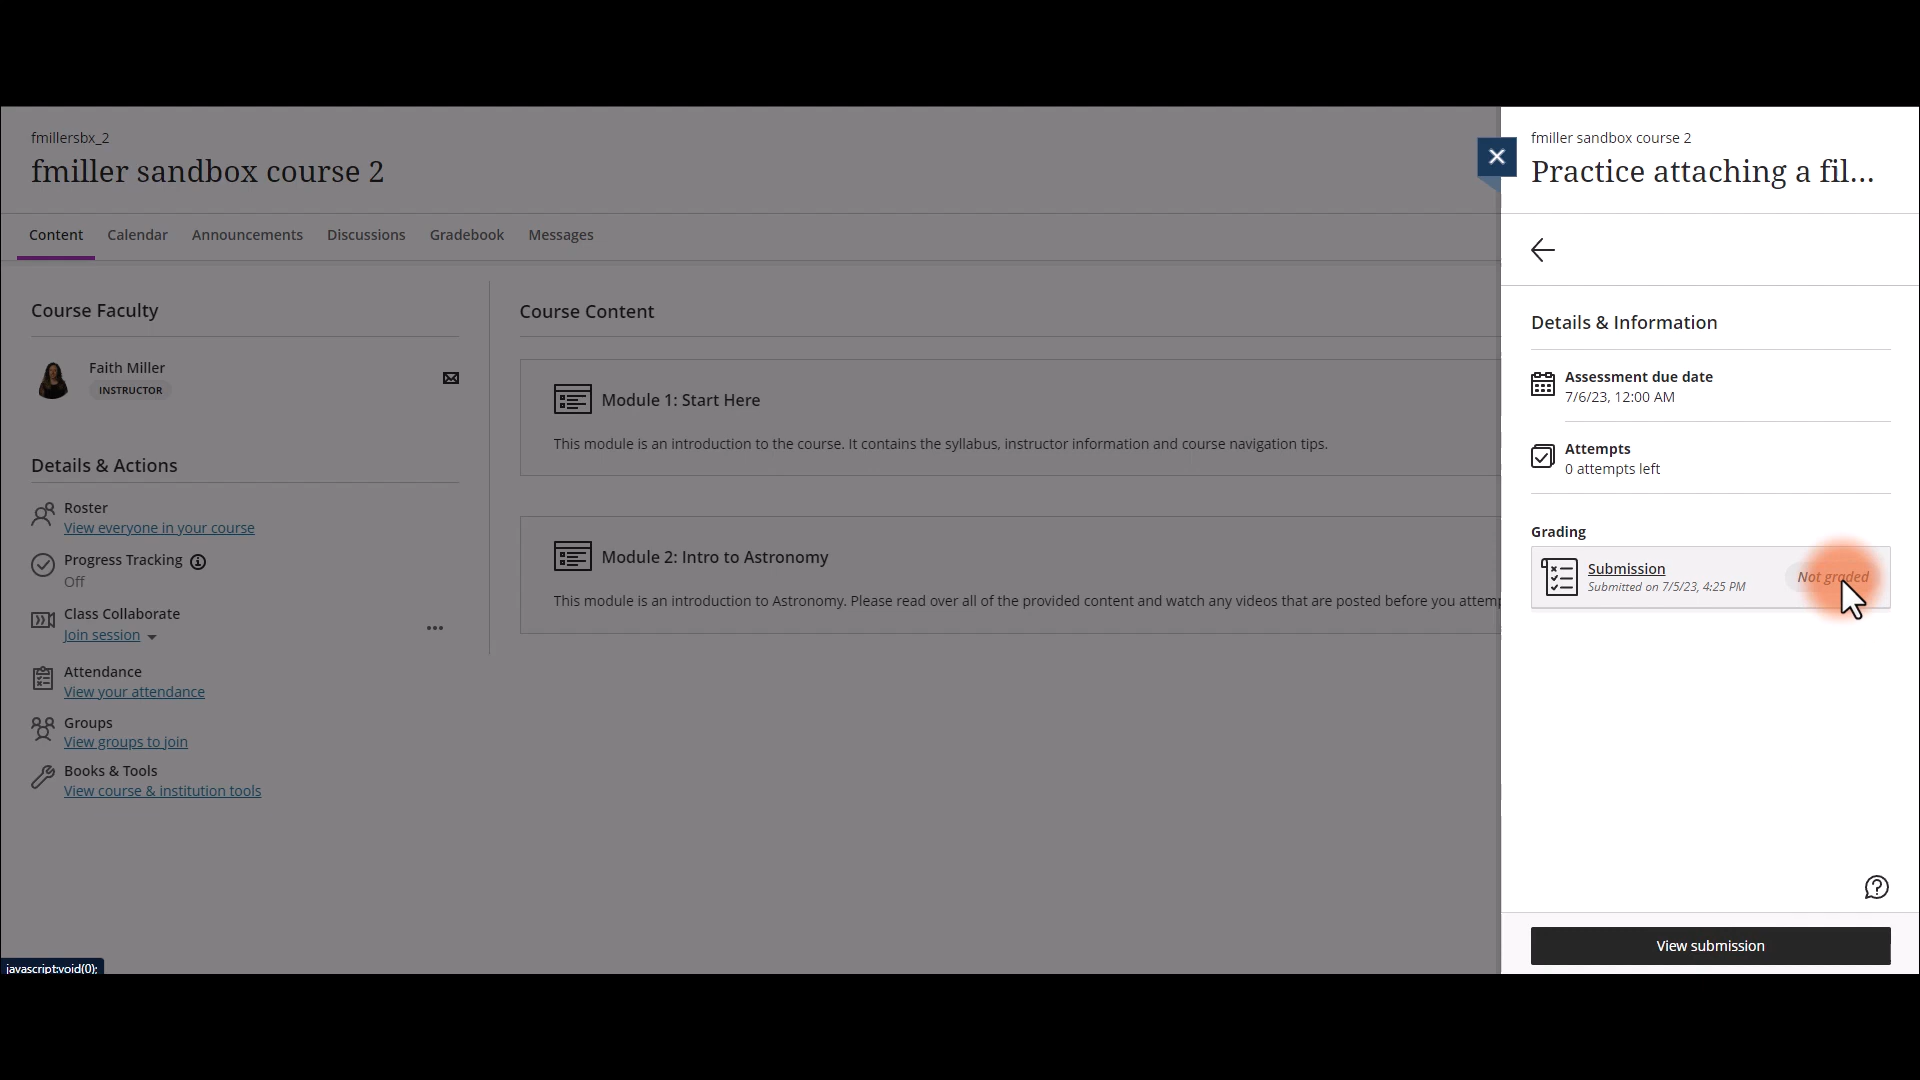 fmillersbx_2
fmiller sandbox course 2
Content Calendar Announcements Discussions Gradebook Messages
Course Faculty
Faith Miller
INSTRUCTOR
Details & Actions
Roster
View everyone in your course
Progress Tracking
Off
Class Collaborate
Join session
Attendance
View your attendance
Groups
View groups to join
Books & Tools
View course & institution tools
Course Content
Module 1: Start Here
This module is an introduction to the course. It contains the syllabus, instructor information and course navigation tips.
Module 2: Intro to Astronomy
This module is an introduction to Astronomy. Please read over all of the provided content and watch any videos that are posted before you attemp
fmiller sandbox course 2
Practice attaching a fil...
Details & Information
Assessment due date
7/6/23, 12:00 AM
Attempts
0 attempts left
Grading
Submission
Submitted on 7/5/23, 4:25 PM
Not graded
View submission
javascript:void(0);